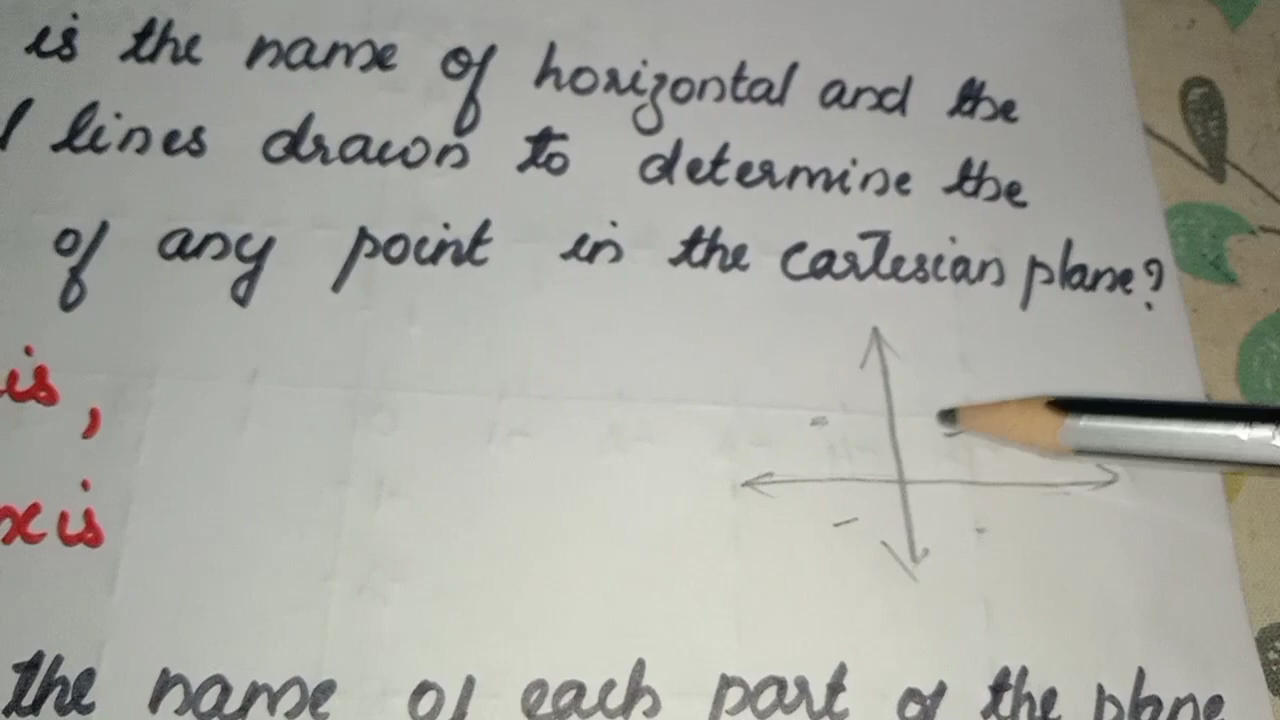 is the name of horizontal and the
l lines drawn to determine the
of any point in the cartesian plane?
is,
xis
the name of each part of the plane